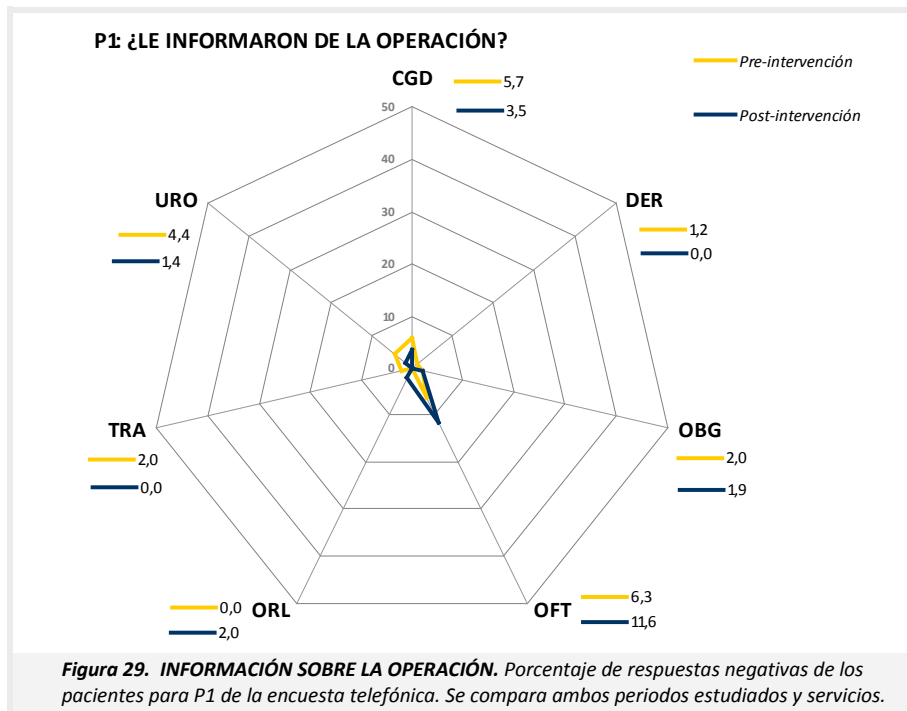 P1: ¿LE INFORMARON DE LA OPERACIÓN?
Pre-intervención
Post-intervención
CGD
5,7
3,5
50
40
30
20
10
0
URO
4,4
1,4
DER
1,2
0,0
TRA
2,0
0,0
OBG
2,0
1,9
ORL
0,0
2,0
OFT
6,3
11,6
Figura 29. INFORMACIÓN SOBRE LA OPERACIÓN. Porcentaje de respuestas negativas de los
pacientes para P1 de la encuesta telefónica. Se compara ambos periodos estudiados y servicios.